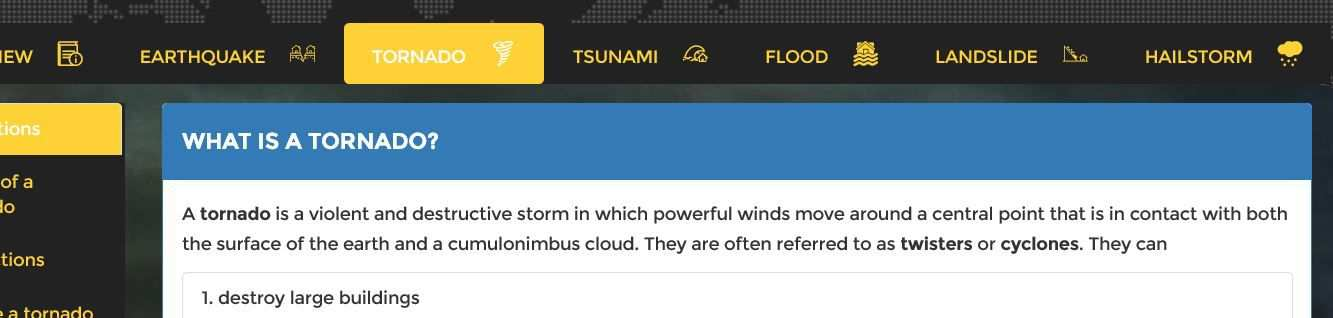 IEW EARTHQUAKE TORNADO TSUNAMI FLOOD LANDSLIDE HAILSTORM
tions
of a
do
tions
e a tornado
WHAT IS A TORNADO?
A tornado is a violent and destructive storm in which powerful winds move around a central point that is in contact with both
the surface of the earth and a cumulonimbus cloud. They are often referred to as twisters or cyclones. They can
1. destroy large buildings